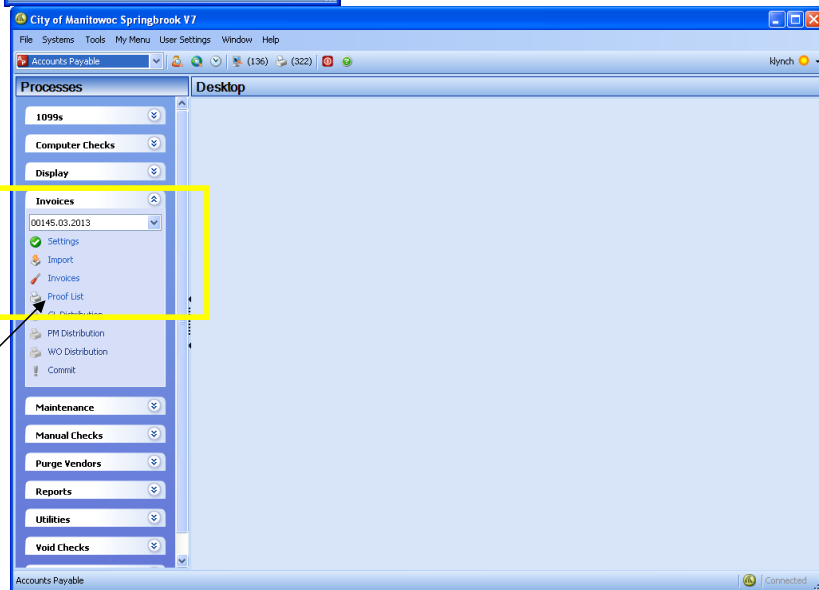 City of Manitowoc Springbrook V7
File Systems Tools My Menu User Settings Window Help
Accounts Payable (136) (322) klynch
Processes Desktop
1099s
Computer Checks
Display
Invoices
00145.03.2013
Settings
Import
Invoices
Proof List
GL Distribution
PM Distribution
WO Distribution
Commit
Maintenance
Manual Checks
Purge Vendors
Reports
Utilities
Void Checks
Accounts Payable Connected